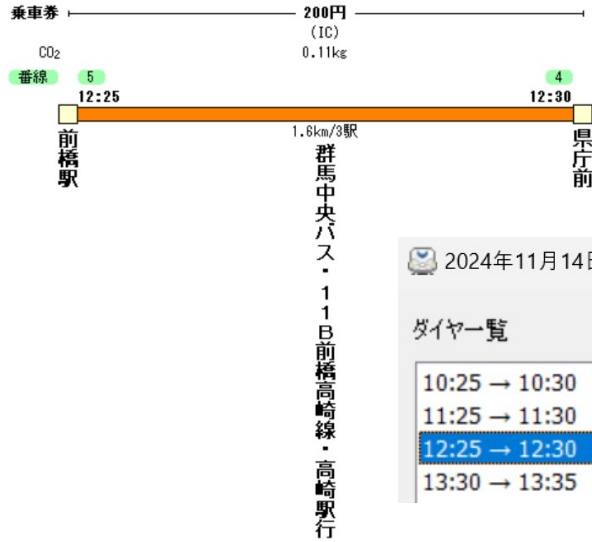 乗車券 200円
(IC)
CO2 0.11kg
番線 5 4
12:25 12:30
1.6km/3駅
前橋駅
県庁前
群馬中央バス・11B前橋高崎線・高崎駅行
2024年11月14日
ダイヤ一覧
10:25 → 10:30
11:25 → 11:30
12:25 → 12:30
13:30 → 13:35